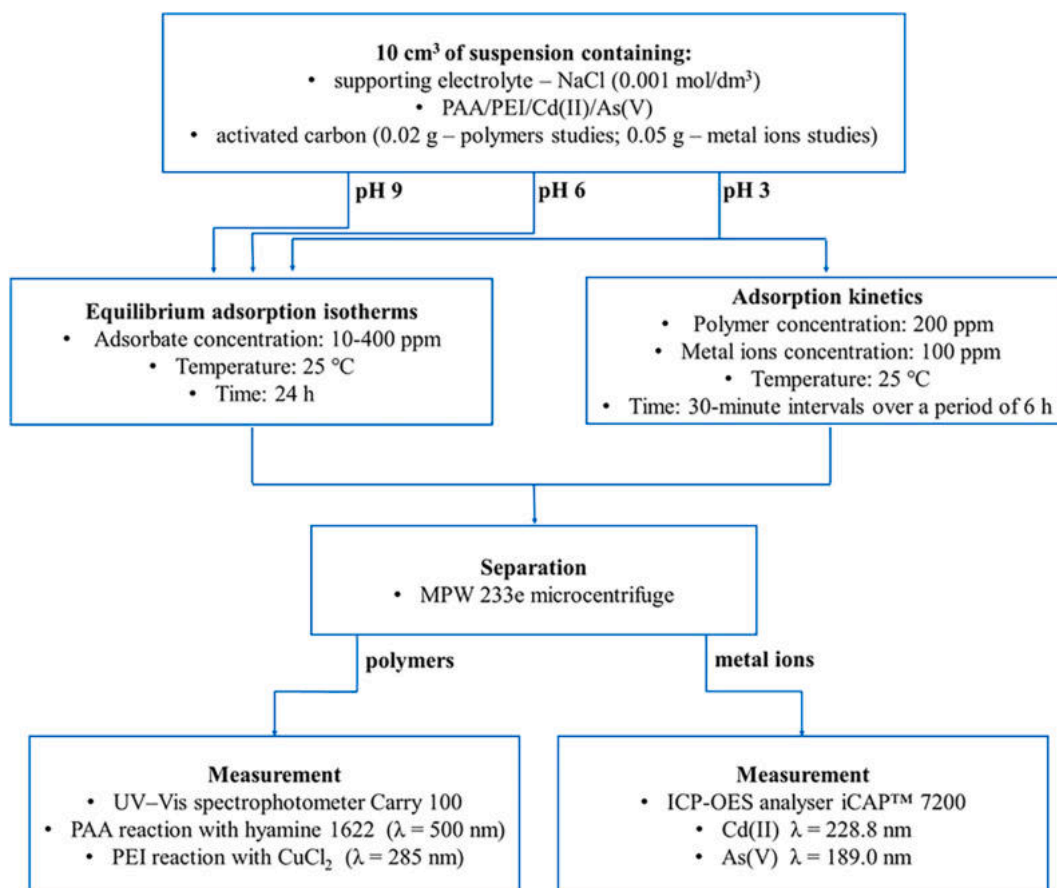 10 cm³ of suspension containing:
• supporting electrolyte – NaCl (0.001 mol/dm³)
• PAA/PEI/Cd(II)/As(V)
• activated carbon (0.02 g – polymers studies; 0.05 g – metal ions studies)
pH 9
pH 6
pH 3
Equilibrium adsorption isotherms
• Adsorbate concentration: 10-400 ppm
• Temperature: 25 °C
• Time: 24 h
Adsorption kinetics
• Polymer concentration: 200 ppm
• Metal ions concentration: 100 ppm
• Temperature: 25 °C
• Time: 30-minute intervals over a period of 6 h
Separation
• MPW 233e microcentrifuge
polymers
metal ions
Measurement
• UV–Vis spectrophotometer Carry 100
• PAA reaction with hyamine 1622 (λ = 500 nm)
• PEI reaction with CuCl₂ (λ = 285 nm)
Measurement
• ICP-OES analyser iCAP™ 7200
• Cd(II) λ = 228.8 nm
• As(V) λ = 189.0 nm